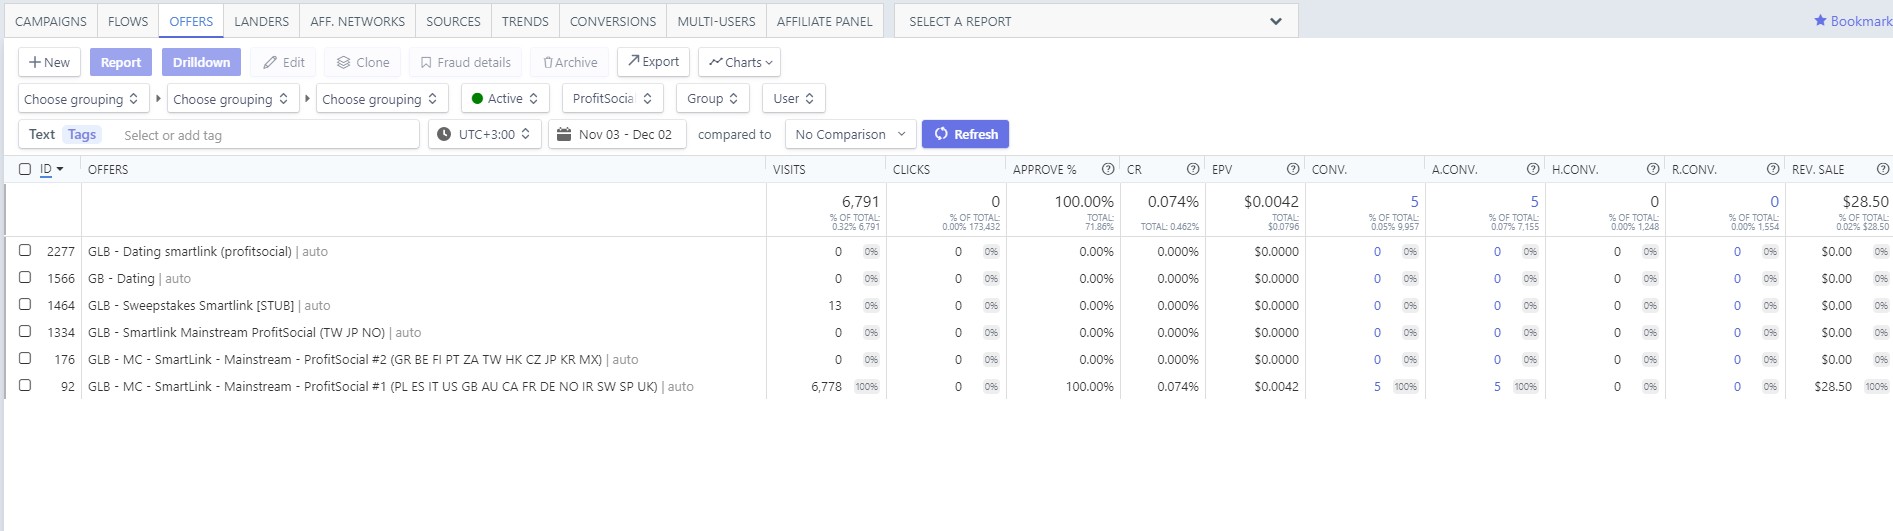 CAMPAIGNS FLOWS OFFERS LANDERS AFF. NETWORKS SOURCES TRENDS CONVERSIONS MULTI-USERS AFFILIATE PANEL SELECT A REPORT Bookmark
New Report Drilldown Edit Clone Fraud details Archive Export Charts
Choose grouping Choose grouping Choose grouping Active ProfitSocia Group User
Text Tags Select or add tag UTC+3:00 Nov 03 - Dec 02 compared to No Comparison Refresh
ID OFFERS VISITS CLICKS APPROVE % CR EPV CONV. A.CONV. H.CONV. R.CONV. REV. SALE
6,791 0 100.00% 0.074% $0.0042 5 5 0 0 $28.50
% OF TOTAL: % OF TOTAL: TOTAL: TOTAL: % OF TOTAL: % OF TOTAL: % OF TOTAL: % OF TOTAL: % OF TOTAL:
0.32% 6,791 0.00% 173,432 71.86% TOTAL: 0.462% $0.0796 0.05% 9,957 0.07% 7,155 0.00% 1,248 0.00% 1,554 0.02% $28.50
2277 GLB - Dating smartlink (profitsocial) | auto 0 0% 0 0% 0.00% 0.000% $0.0000 0 0% 0 0% 0 0% 0 0% $0.00 0%
1566 GB - Dating | auto 0 0% 0 0% 0.00% 0.000% $0.0000 0 0% 0 0% 0 0% 0 0% $0.00 0%
1464 GLB - Sweepstakes Smartlink [STUB] | auto 13 0% 0 0% 0.00% 0.000% $0.0000 0 0% 0 0% 0 0% 0 0% $0.00 0%
1334 GLB - Smartlink Mainstream ProfitSocial (TW JP NO) | auto 0 0% 0 0% 0.00% 0.000% $0.0000 0 0% 0 0% 0 0% 0 0% $0.00 0%
176 GLB - MC - SmartLink - Mainstream - ProfitSocial #2 (GR BE FI PT ZA TW HK CZ JP KR MX) | auto 0 0% 0 0% 0.00% 0.000% $0.0000 0 0% 0 0% 0 0% 0 0% $0.00 0%
92 GLB - MC - SmartLink - Mainstream - ProfitSocial #1 (PL ES IT US GB AU CA FR DE NO IR SW SP UK) | auto 6,778 100% 0 0% 100.00% 0.074% $0.0042 5 100% 5 100% 0 0% 0 0% $28.50 100%